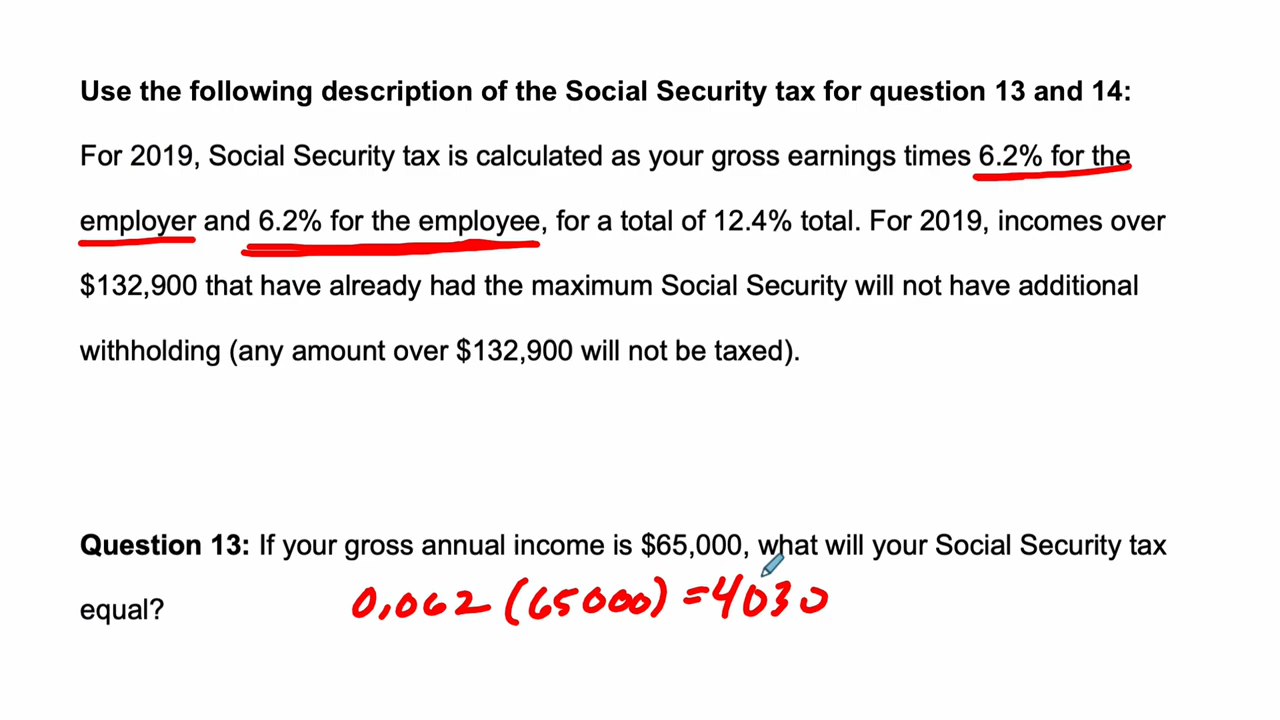 Use the following description of the Social Security tax for question 13 and 14:
For 2019, Social Security tax is calculated as your gross earnings times 6.2% for the
employer and 6.2% for the employee, for a total of 12.4% total. For 2019, incomes over
$132,900 that have already had the maximum Social Security will not have additional
withholding (any amount over $132,900 will not be taxed).
Question 13: If your gross annual income is $65,000, what will your Social Security tax
equal?
0.062 (65000) = 4030